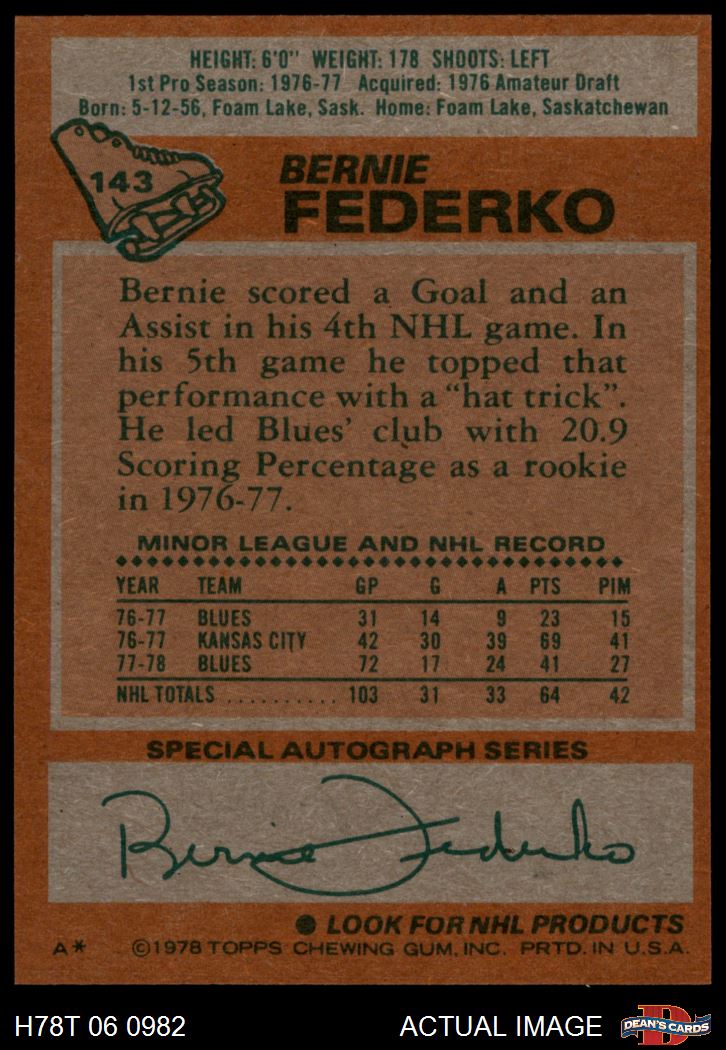 HEIGHT: 6'0" WEIGHT: 178 SHOOTS: LEFT
1st Pro Season: 1976-77 Acquired: 1976 Amateur Draft
Born: 5-12-56, Foam Lake, Sask. Home: Foam Lake, Saskatchewan
143
BERNIE
FEDERKO
Bernie scored a Goal and an
Assist in his 4th NHL game. In
his 5th game he topped that
performance with a "hat trick".
He led Blues' club with 20.9
Scoring Percentage as a rookie
in 1976-77.
MINOR LEAGUE AND NHL RECORD
YEAR TEAM GP G A PTS PIM
76-77 BLUES 31 14 9 23 15
76-77 KANSAS CITY 42 30 39 69 41
77-78 BLUES 72 17 24 41 27
NHL TOTALS .......... 103 31 33 64 42
SPECIAL AUTOGRAPH SERIES
Bernie Federko
● LOOK FOR NHL PRODUCTS
A* ©1978 TOPPS CHEWING GUM, INC. PRTD. IN U.S.A.
H78T 06 0982 ACTUAL IMAGE
D DEAN'S CARDS